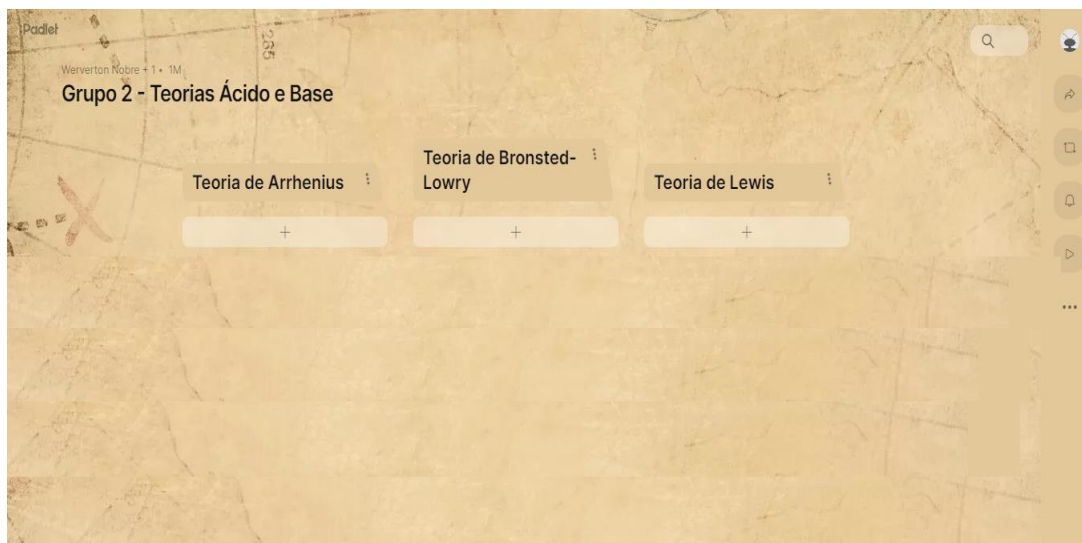 Padlet
285
Werverton Nobre + 1 • 1M
Grupo 2 - Teorias Ácido e Base
Teoria de Arrhenius
Teoria de Bronsted-
Lowry
Teoria de Lewis